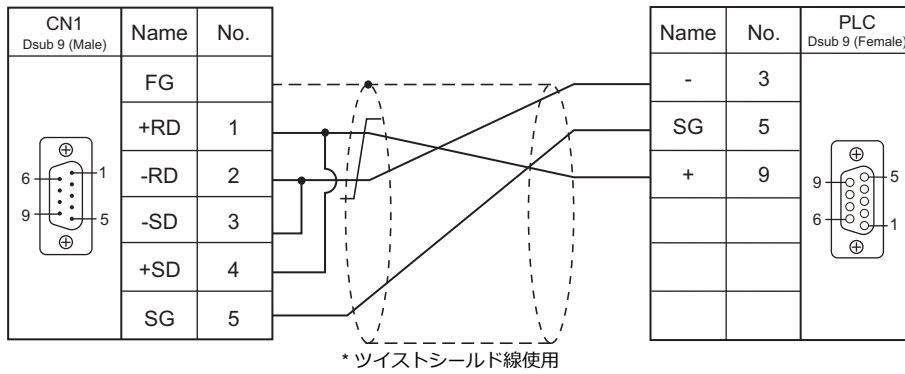 CN1
Dsub 9 (Male)
Name No.
FG
+RD 1
-RD 2
-SD 3
+SD 4
SG 5
6
1
9
5
* ツイストシールド線使用
Name No.
- 3
SG 5
+ 9
PLC
Dsub 9 (Female)
9
5
6
1